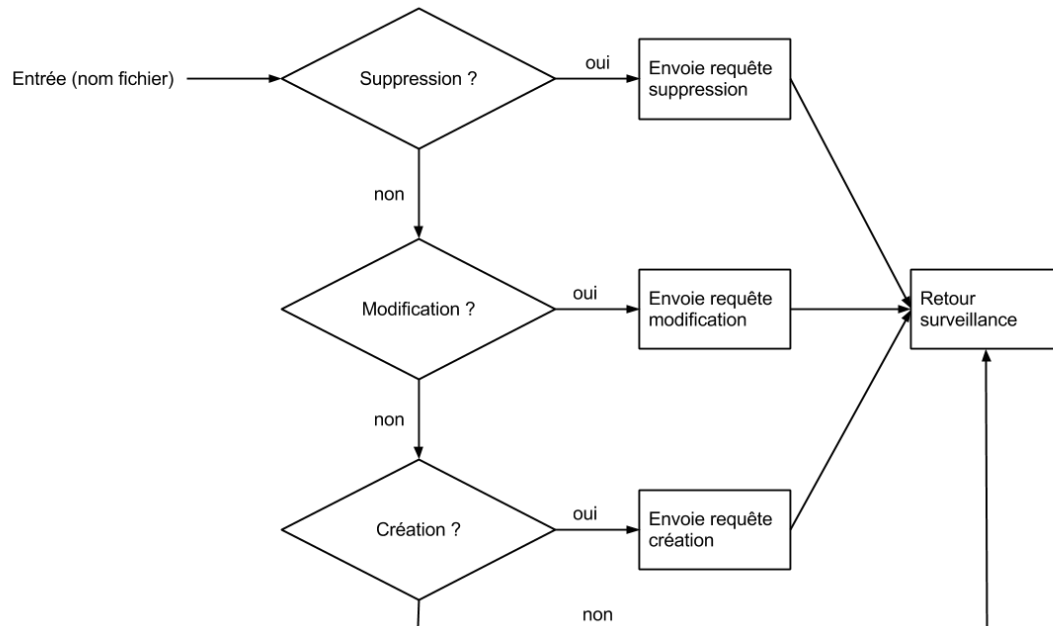 Entrée (nom fichier)
Suppression ?
oui
Envoie requête
suppression
non
Modification ?
oui
Envoie requête
modification
Retour
surveillance
non
Création ?
oui
Envoie requête
création
non